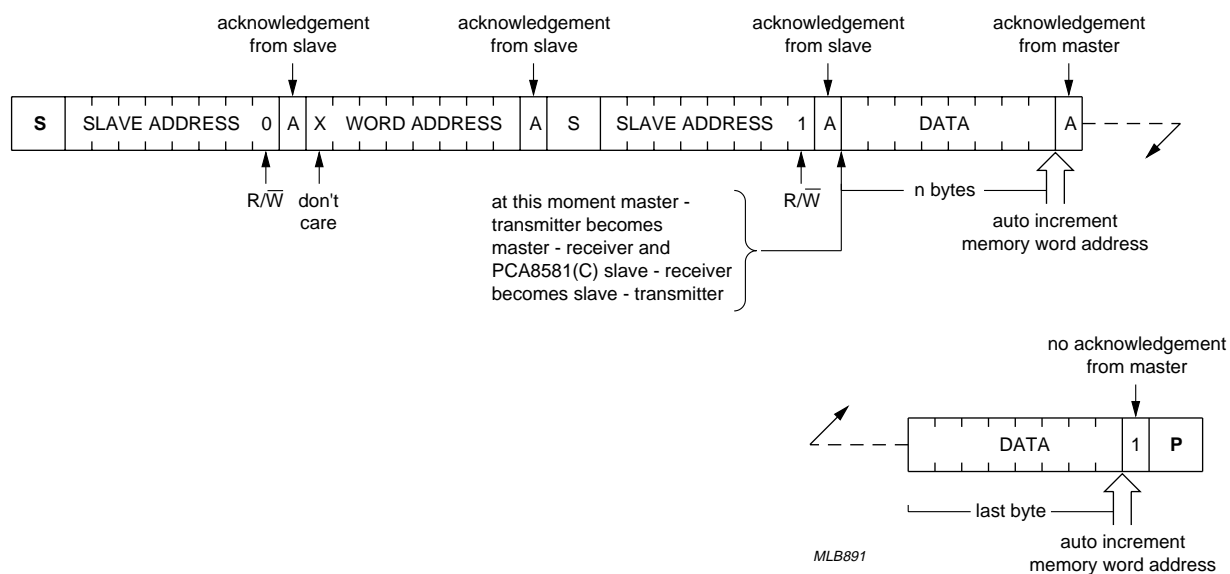 acknowledgement
from slave
acknowledgement
from slave
acknowledgement
from slave
acknowledgement
from master
S SLAVE ADDRESS 0 A X WORD ADDRESS A S SLAVE ADDRESS 1 A DATA A
R/W̅
don't
care
R/W̅
n bytes
at this moment master -
transmitter becomes
master - receiver and
PCA8581(C) slave - receiver
becomes slave - transmitter
auto increment
memory word address
no acknowledgement
from master
DATA 1 P
last byte
auto increment
memory word address
MLB891